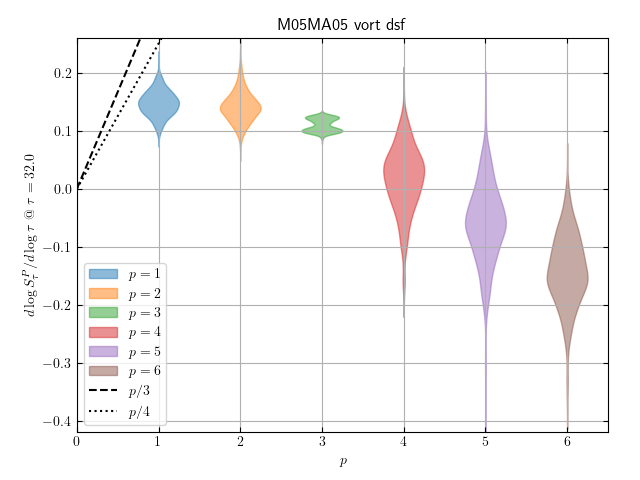 M05MA05 vort dsf
d log S_τ^P / d log τ @ τ = 32.0
0.2
0.1
0.0
−0.1
−0.2
−0.3
−0.4
p = 1
p = 2
p = 3
p = 4
p = 5
p = 6
p/3
p/4
0 1 2 3 4 5 6
p